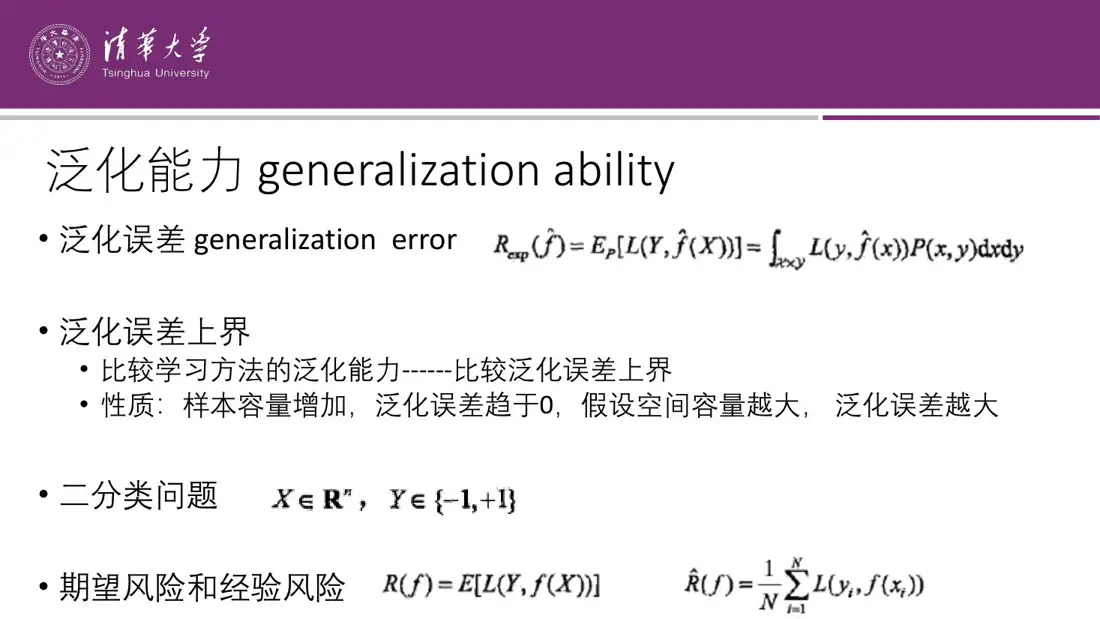 清华大学
Tsinghua University
泛化能力 generalization ability
• 泛化误差 generalization error R_exp(f̂) = E_P[L(Y, f̂(X))] = ∫_{x×y} L(y, f̂(x))P(x, y)dxdy
• 泛化误差上界
• 比较学习方法的泛化能力------比较泛化误差上界
• 性质：样本容量增加，泛化误差趋于0，假设空间容量越大， 泛化误差越大
• 二分类问题 X ∈ Rⁿ， Y ∈ {−1,+1}
• 期望风险和经验风险 R(f) = E[L(Y, f(X))] R̂(f) = 1/N ∑_{i=1}^{N} L(y_i, f(x_i))